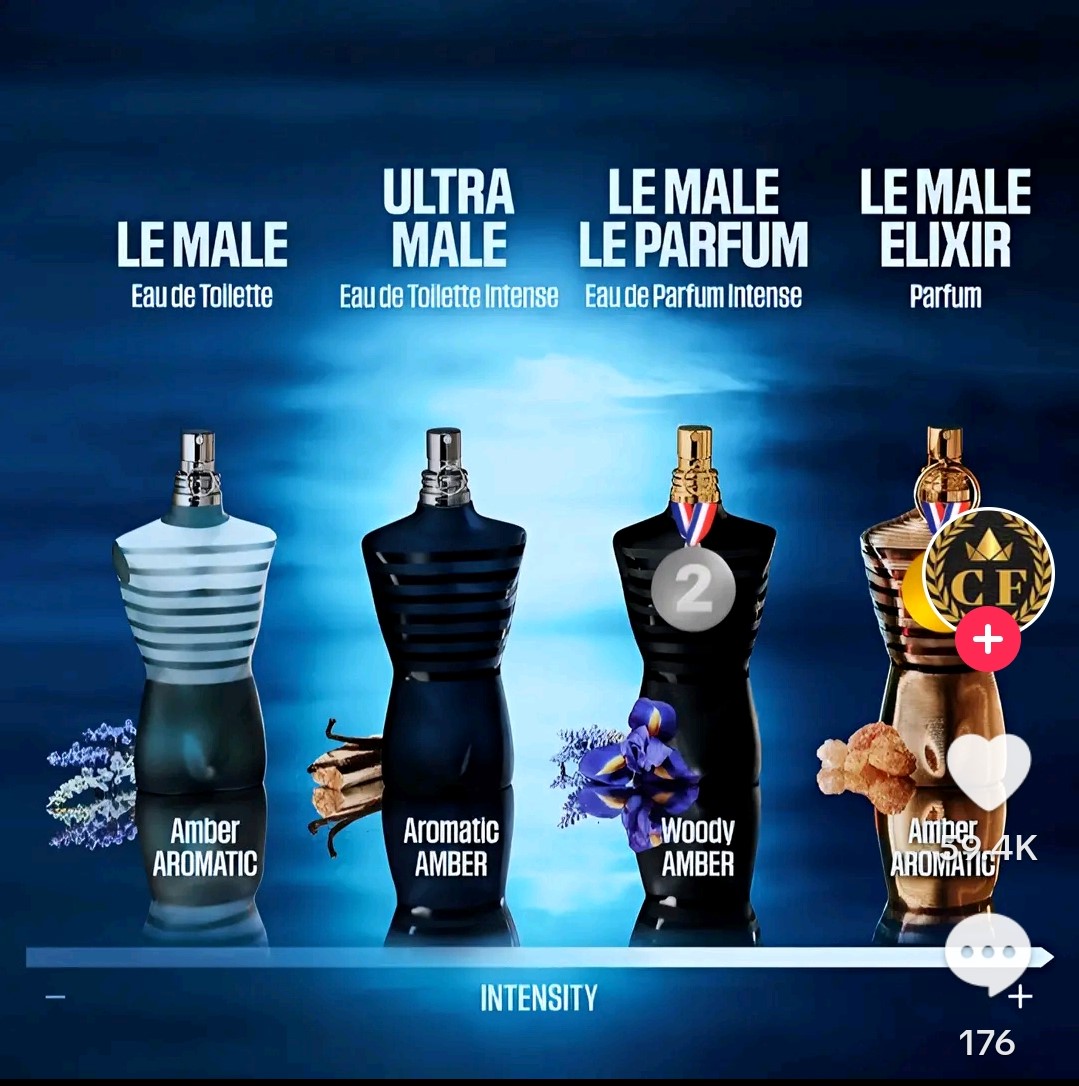 LE MALE
Eau de Toilette
ULTRA
MALE
Eau de Toilette Intense
LE MALE
LE PARFUM
Eau de Parfum Intense
LE MALE
ELIXIR
Parfum
2
CF
Amber
AROMATIC
Aromatic
AMBER
Woody
AMBER
Amber
AROMATIC
59.4K
INTENSITY
176